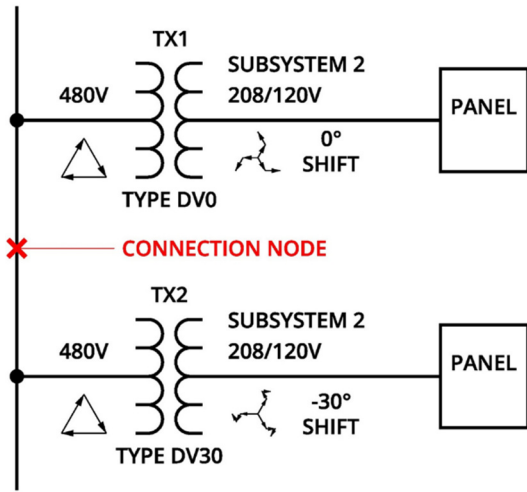 TX1
SUBSYSTEM 2
480V
208/120V
PANEL
0°
SHIFT
TYPE DV0
CONNECTION NODE
TX2
SUBSYSTEM 2
480V
208/120V
PANEL
-30°
SHIFT
TYPE DV30